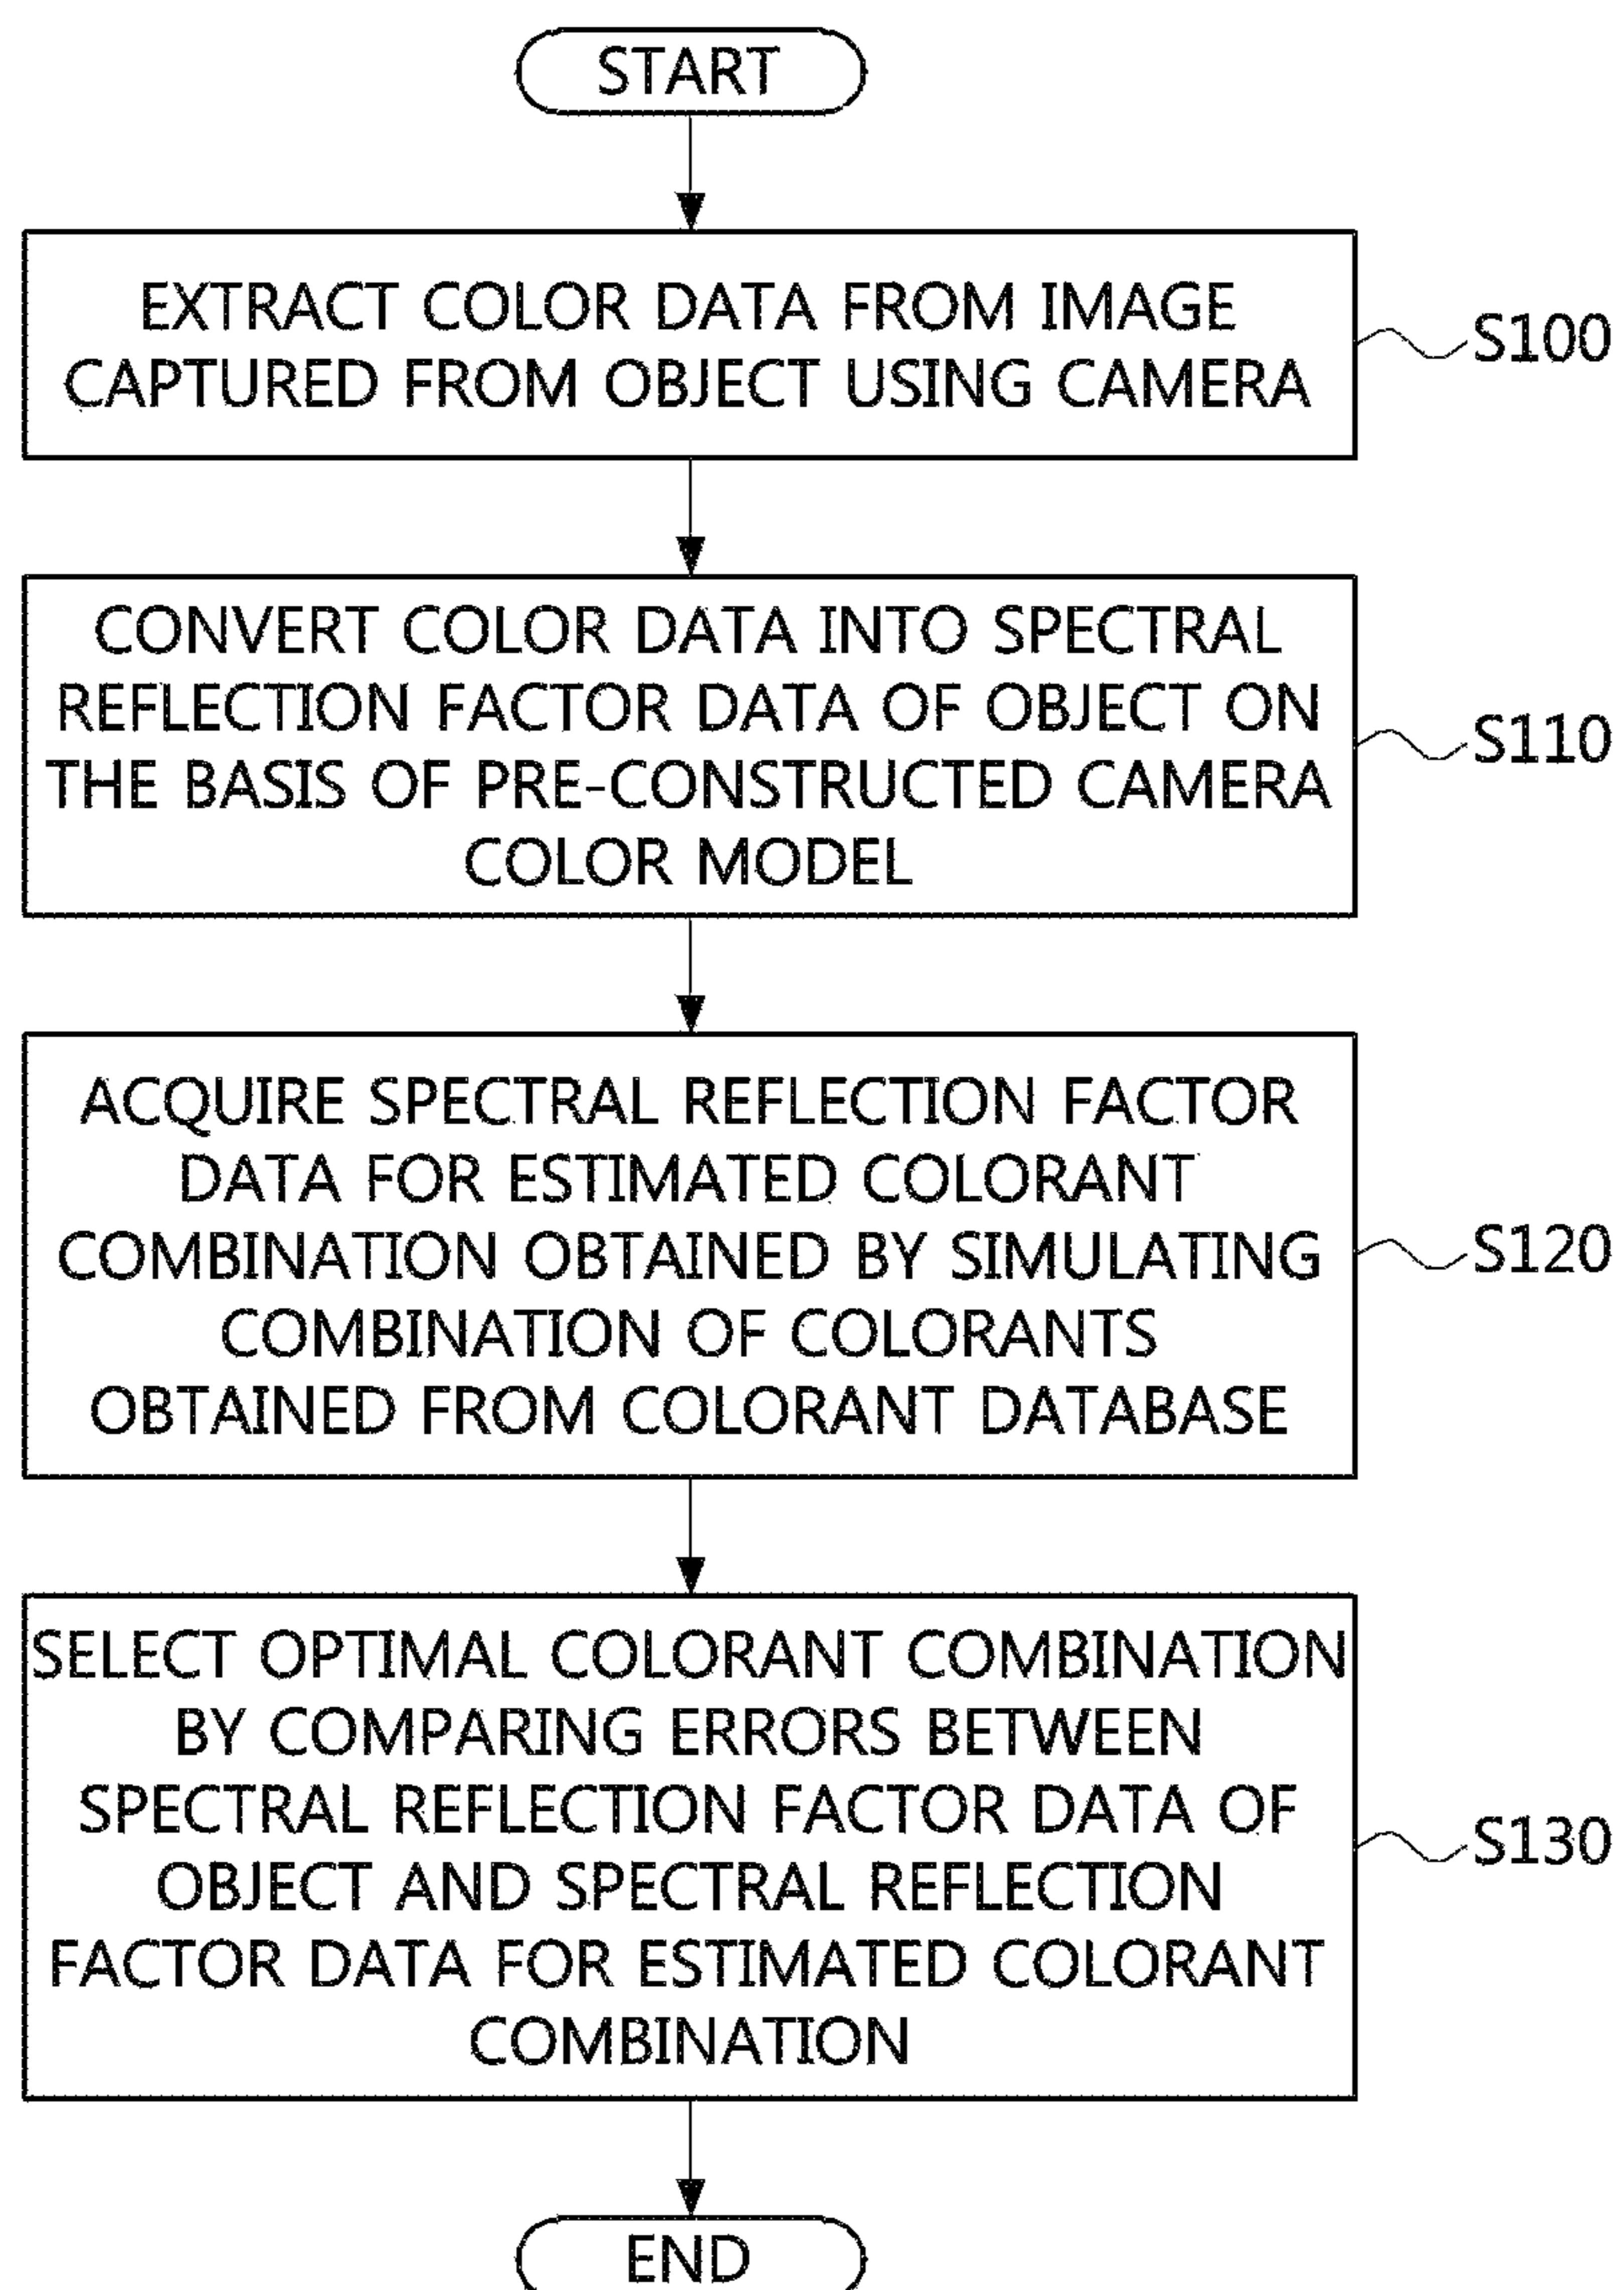 START
EXTRACT COLOR DATA FROM IMAGE
CAPTURED FROM OBJECT USING CAMERA
S100
CONVERT COLOR DATA INTO SPECTRAL
REFLECTION FACTOR DATA OF OBJECT ON
THE BASIS OF PRE-CONSTRUCTED CAMERA
COLOR MODEL
S110
ACQUIRE SPECTRAL REFLECTION FACTOR
DATA FOR ESTIMATED COLORANT
COMBINATION OBTAINED BY SIMULATING
COMBINATION OF COLORANTS
OBTAINED FROM COLORANT DATABASE
S120
SELECT OPTIMAL COLORANT COMBINATION
BY COMPARING ERRORS BETWEEN
SPECTRAL REFLECTION FACTOR DATA OF
OBJECT AND SPECTRAL REFLECTION
FACTOR DATA FOR ESTIMATED COLORANT
COMBINATION
S130
END